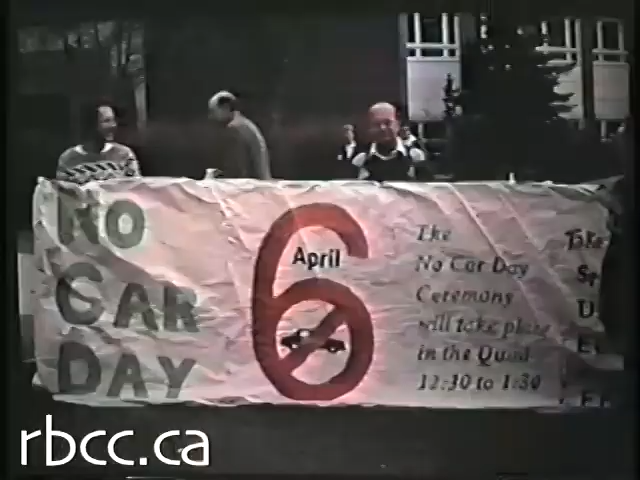 NO
CAR
DAY
6
April
The
No Car Day
Ceremony
will take place
in the Quad
12:30 to 1:30
Take
rbcc.ca